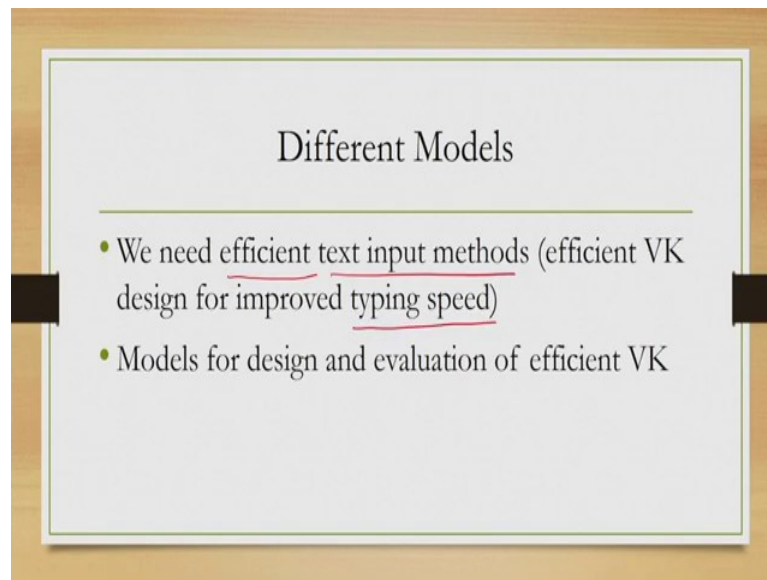 Different Models
• We need efficient text input methods (efficient VK
design for improved typing speed)
• Models for design and evaluation of efficient VK